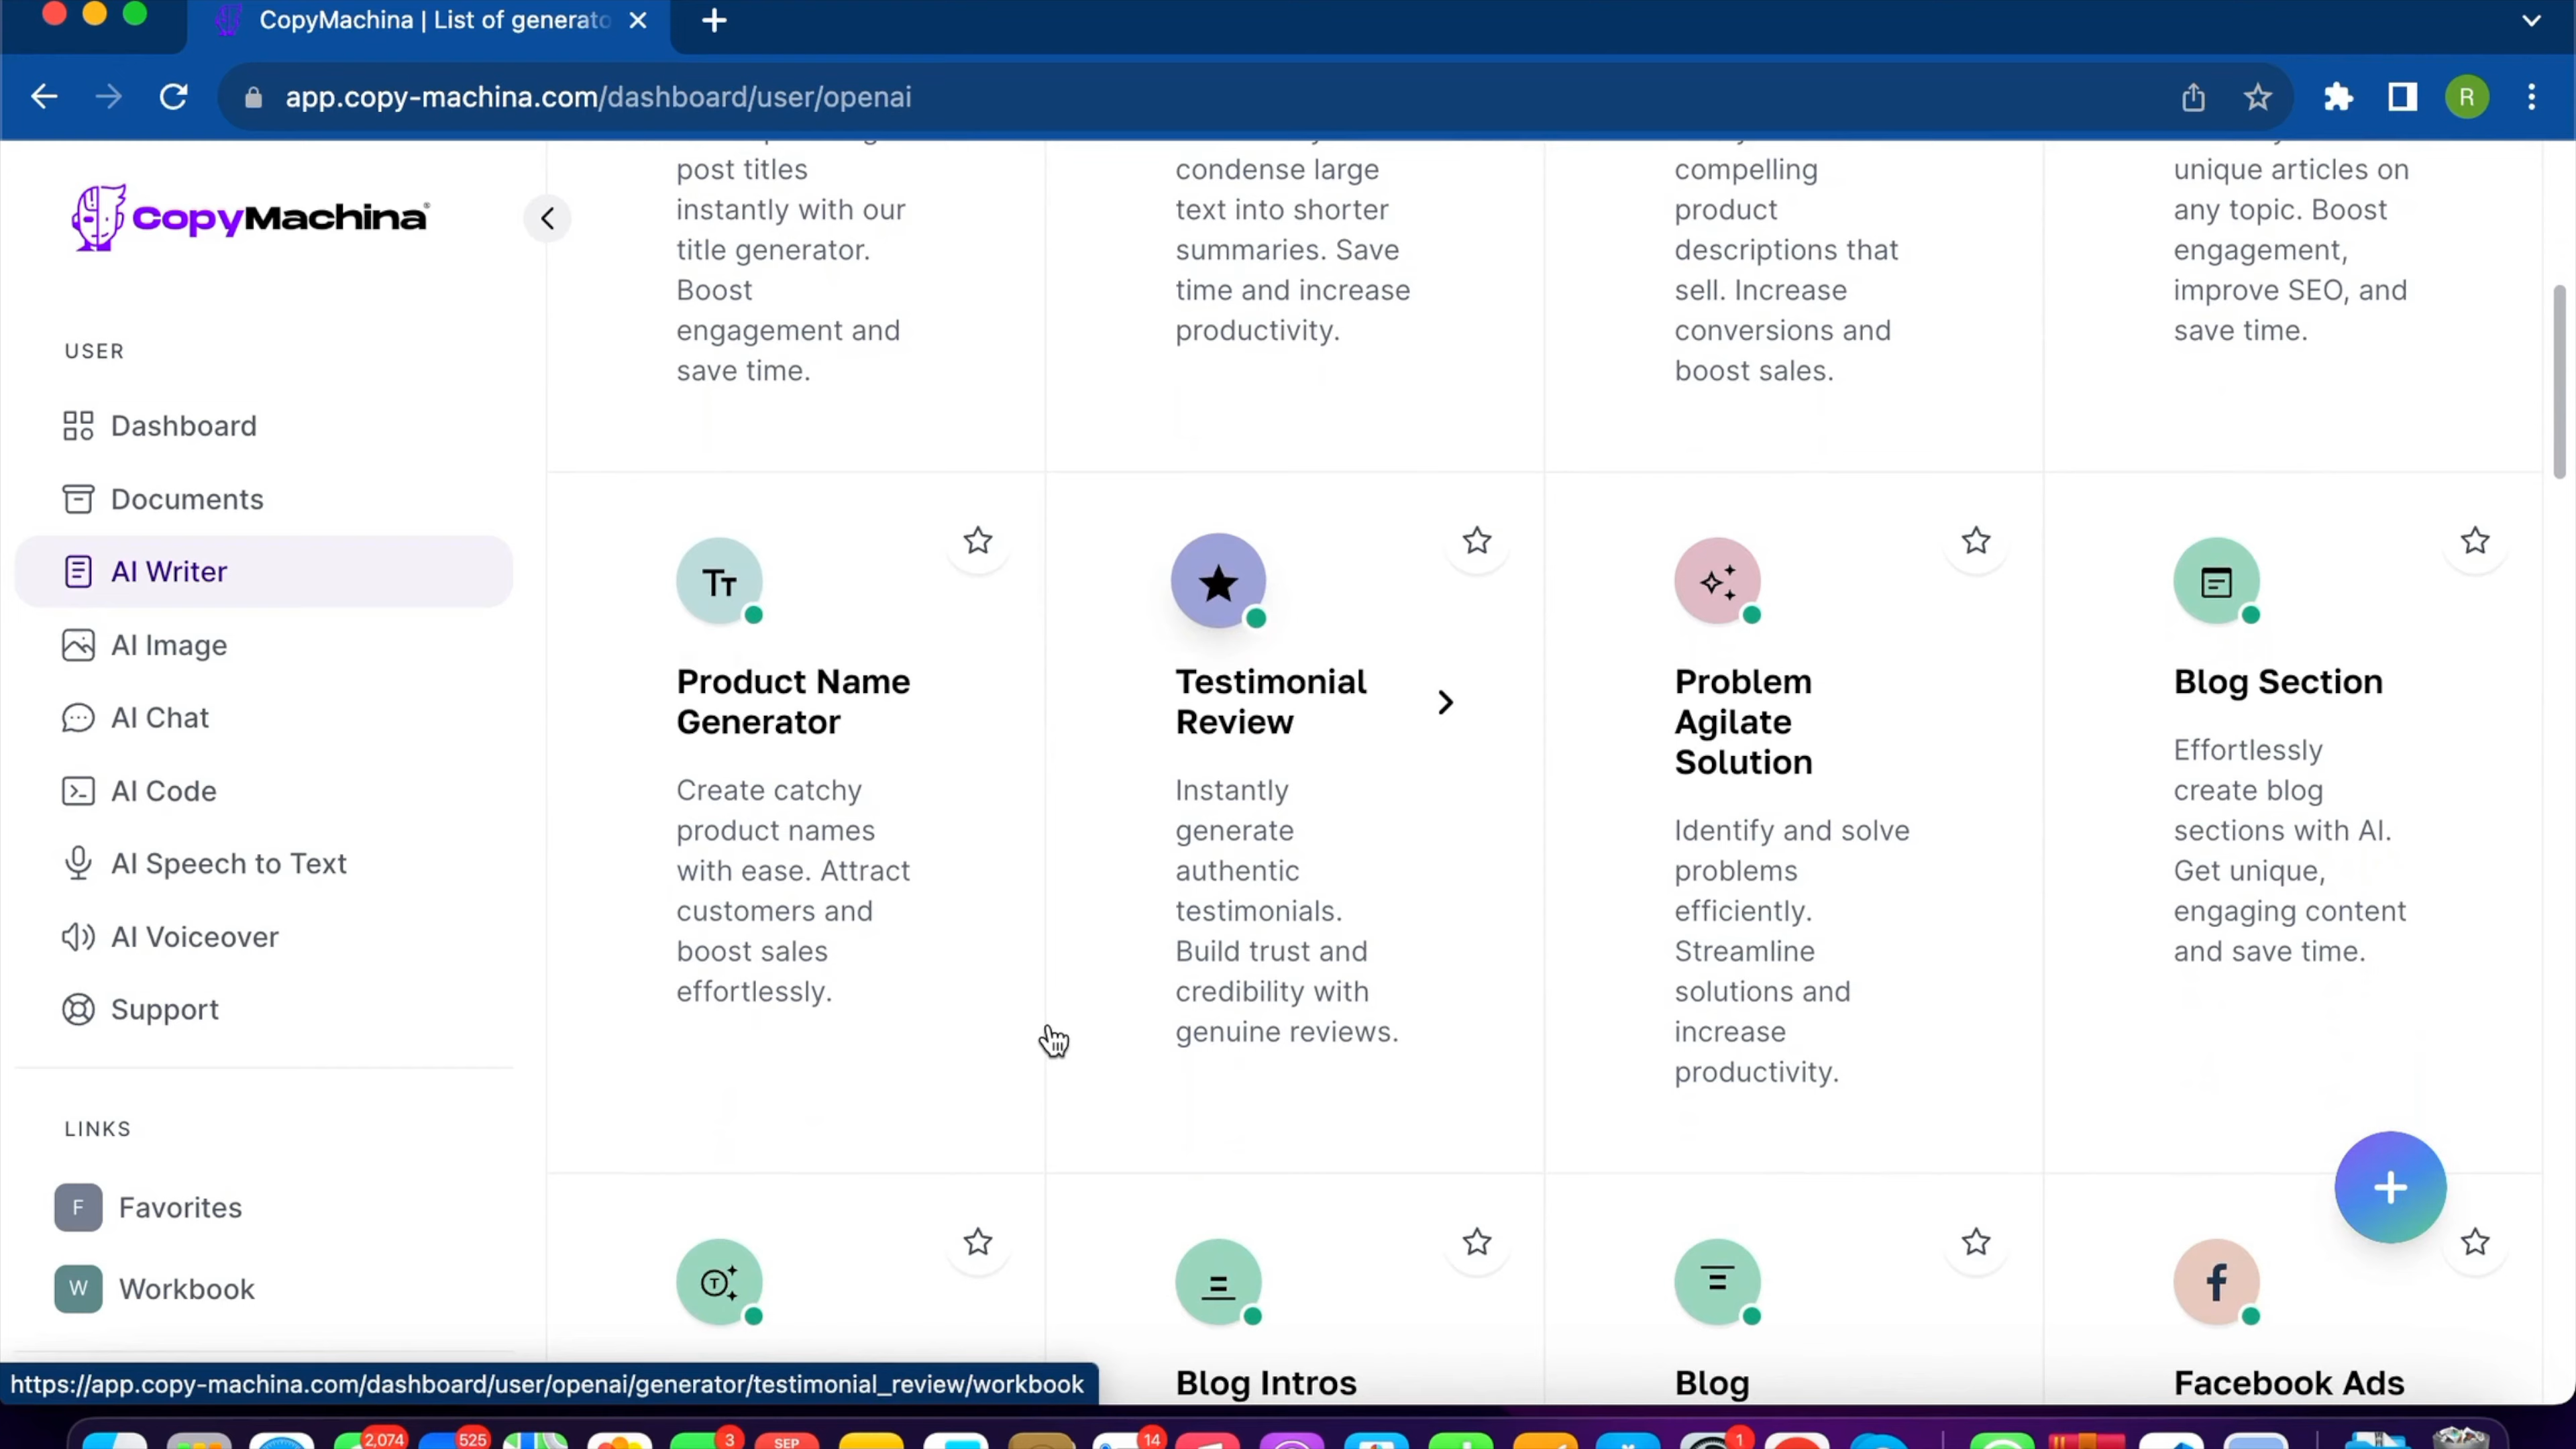 CopyMachina | List of generato
app.copy-machina.com/dashboard/user/openai
R
CopyMachina
USER
Dashboard
Documents
AI Writer
AI Image
AI Chat
AI Code
AI Speech to Text
AI Voiceover
Support
LINKS
F Favorites
W Workbook
post titles
instantly with our
title generator.
Boost
engagement and
save time.
condense large
text into shorter
summaries. Save
time and increase
productivity.
compelling
product
descriptions that
sell. Increase
conversions and
boost sales.
unique articles on
any topic. Boost
engagement,
improve SEO, and
save time.
Tт
Product Name
Generator
Create catchy
product names
with ease. Attract
customers and
boost sales
effortlessly.
Testimonial
Review
Instantly
generate
authentic
testimonials.
Build trust and
credibility with
genuine reviews.
Problem
Agilate
Solution
Identify and solve
problems
efficiently.
Streamline
solutions and
increase
productivity.
Blog Section
Effortlessly
create blog
sections with AI.
Get unique,
engaging content
and save time.
T
Blog Intros
Blog
f
Facebook Ads
https://app.copy-machina.com/dashboard/user/openai/generator/testimonial_review/workbook
2,074
525
3
SEP
14
1